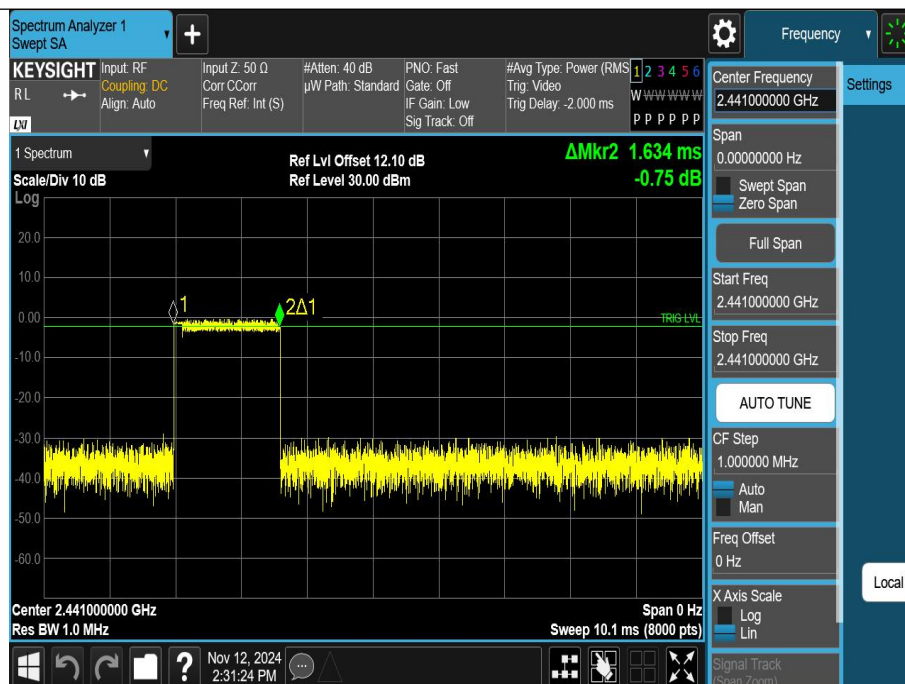 Spectrum Analyzer 1
Swept SA
Frequency
KEYSIGHT
R L
LXI
Input: RF
Coupling: DC
Align: Auto
Input Z: 50 Ω
Corr CCorr
Freq Ref: Int (S)
#Atten: 40 dB
µW Path: Standard
PNO: Fast
Gate: Off
IF Gain: Low
Sig Track: Off
#Avg Type: Power (RMS
Trig: Video
Trig Delay: -2.000 ms
1 2 3 4 5 6
W W W W W W
P P P P P P
Center Frequency
2.441000000 GHz
Settings
Span
0.00000000 Hz
Swept Span
Zero Span
Full Span
Start Freq
2.441000000 GHz
Stop Freq
2.441000000 GHz
AUTO TUNE
CF Step
1.000000 MHz
Auto
Man
Freq Offset
0 Hz
X Axis Scale
Log
Lin
Signal Track
(Span Zoom)
Local
1 Spectrum
Scale/Div 10 dB
Log
Ref Lvl Offset 12.10 dB
Ref Level 30.00 dBm
ΔMkr2 1.634 ms
-0.75 dB
20.0
10.0
0.00
-10.0
-20.0
-30.0
-40.0
-50.0
-60.0
1
2Δ1
TRIG LVL
Center 2.441000000 GHz
Res BW 1.0 MHz
Span 0 Hz
Sweep 10.1 ms (8000 pts)
?
Nov 12, 2024
2:31:24 PM